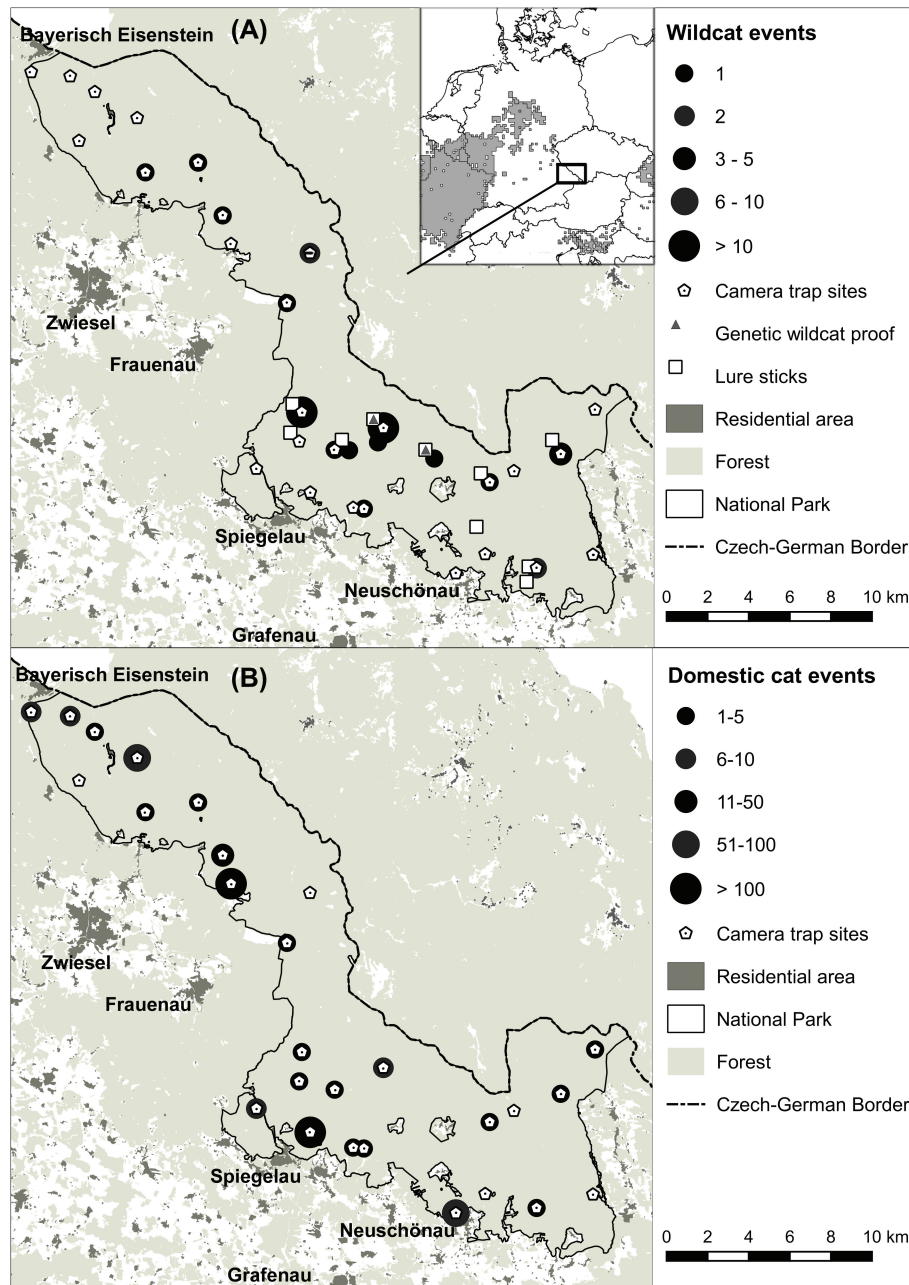 Bayerisch Eisenstein
(A)
Zwiesel
Frauenau
Spiegelau
Neuschönau
Grafenau
Wildcat events
1
2
3 - 5
6 - 10
> 10
Camera trap sites
Genetic wildcat proof
Lure sticks
Residential area
Forest
National Park
Czech-German Border
0 2 4 6 8 10 km
Bayerisch Eisenstein
(B)
Zwiesel
Frauenau
Spiegelau
Neuschönau
Grafenau
Domestic cat events
1-5
6-10
11-50
51-100
> 100
Camera trap sites
Residential area
National Park
Forest
Czech-German Border
0 2 4 6 8 10 km